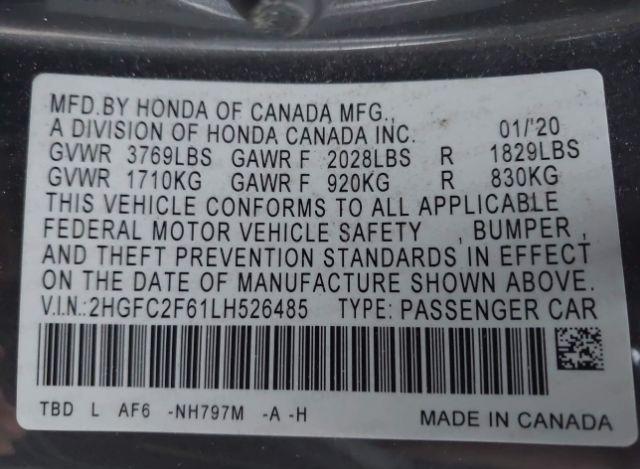 MFD.BY HONDA OF CANADA MFG.,
A DIVISION OF HONDA CANADA INC. 01/'20
GVWR 3769LBS GAWR F 2028LBS R 1829LBS
GVWR 1710KG GAWR F 920KG R 830KG
THIS VEHICLE CONFORMS TO ALL APPLICABLE
FEDERAL MOTOR VEHICLE SAFETY , BUMPER ,
AND THEFT PREVENTION STANDARDS IN EFFECT
ON THE DATE OF MANUFACTURE SHOWN ABOVE.
V.I.N.:2HGFC2F61LH526485 TYPE: PASSENGER CAR
TBD L AF6 -NH797M -A -H MADE IN CANADA